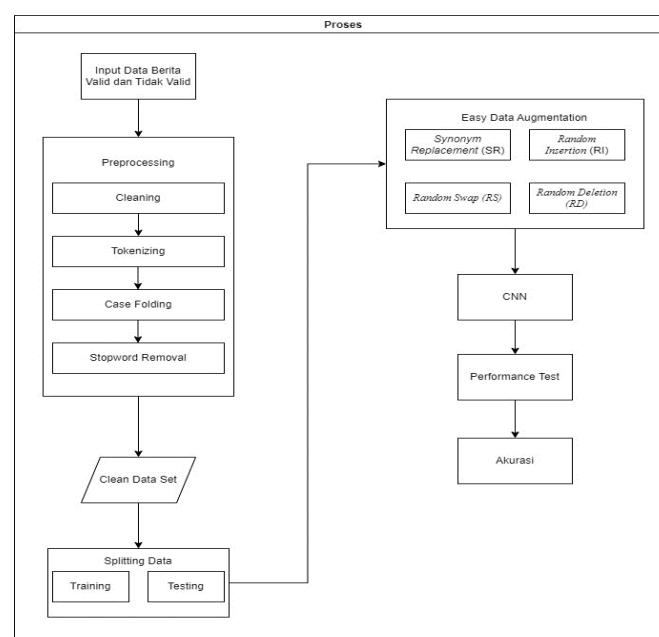 Proses
Input Data Berita
Valid dan Tidak Valid
Preprocessing
Cleaning
Tokenizing
Case Folding
Stopword Removal
Clean Data Set
Splitting Data
Training
Testing
Easy Data Augmentation
Synonym
Replacement (SR)
Random
Insertion (RI)
Random Swap (RS)
Random Deletion
(RD)
CNN
Performance Test
Akurasi